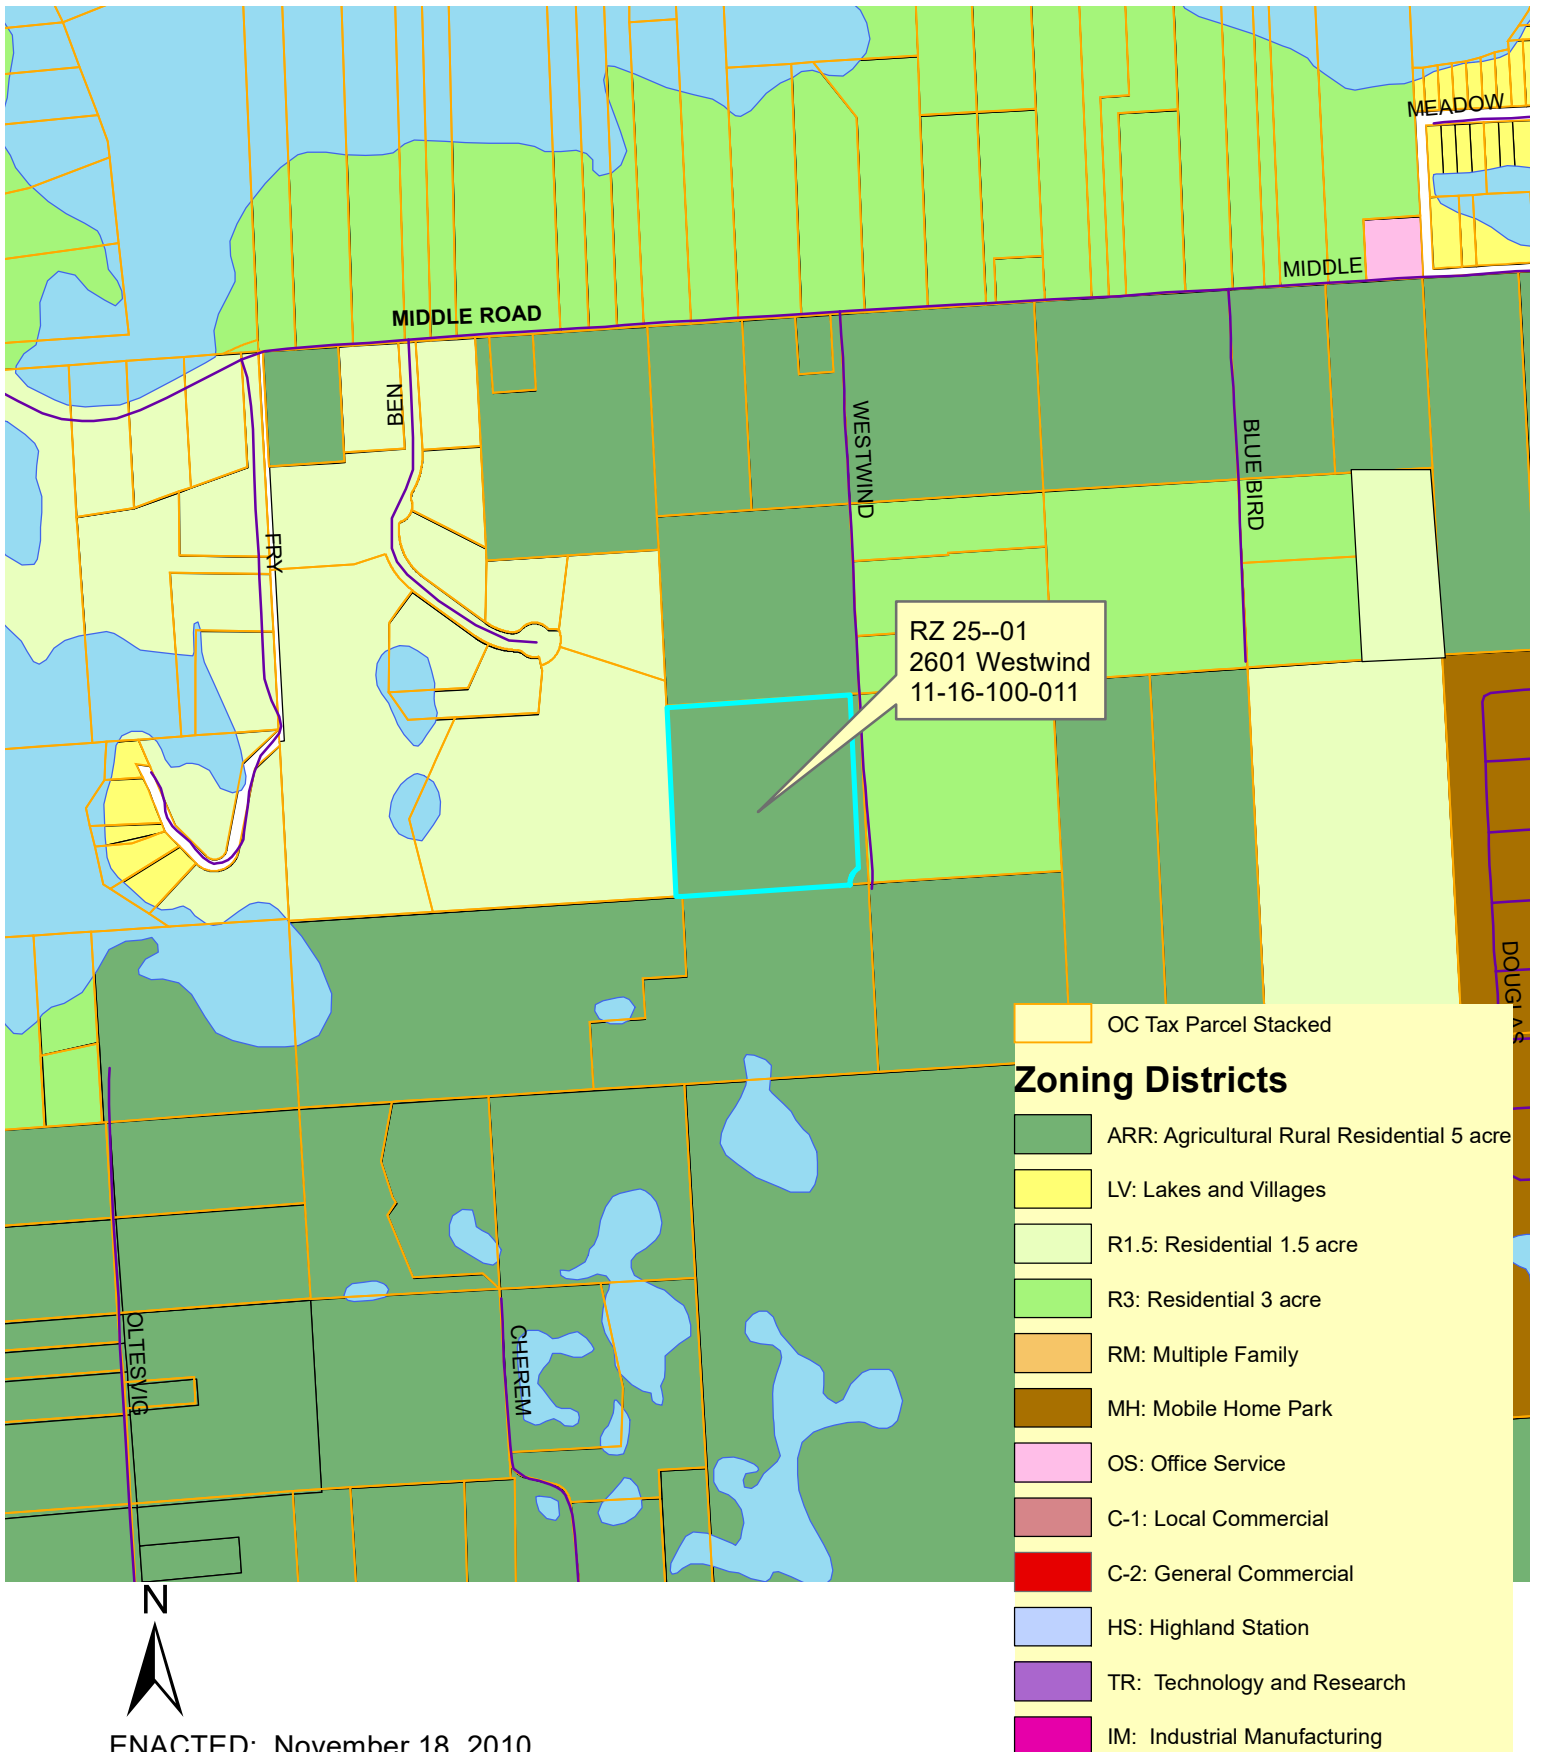 MEADOW
MIDDLE
MIDDLE ROAD
BEN
WESTWIND
BLUE BIRD
FRY
RZ 25--01
2601 Westwind
11-16-100-011
DOUGLAS
OLTESVIG
CHEREM
OC Tax Parcel Stacked
Zoning Districts
ARR: Agricultural Rural Residential 5 acre
LV: Lakes and Villages
R1.5: Residential 1.5 acre
R3: Residential 3 acre
RM: Multiple Family
MH: Mobile Home Park
OS: Office Service
C-1: Local Commercial
C-2: General Commercial
HS: Highland Station
TR:  Technology and Research
IM:  Industrial Manufacturing
N
ENACTED:  November 18, 2010